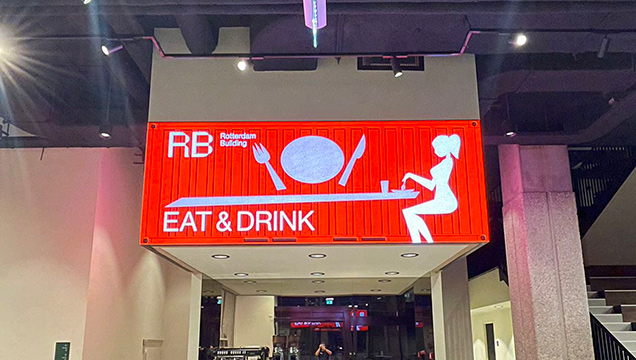 RB
Rotterdam
Building
EAT & DRINK